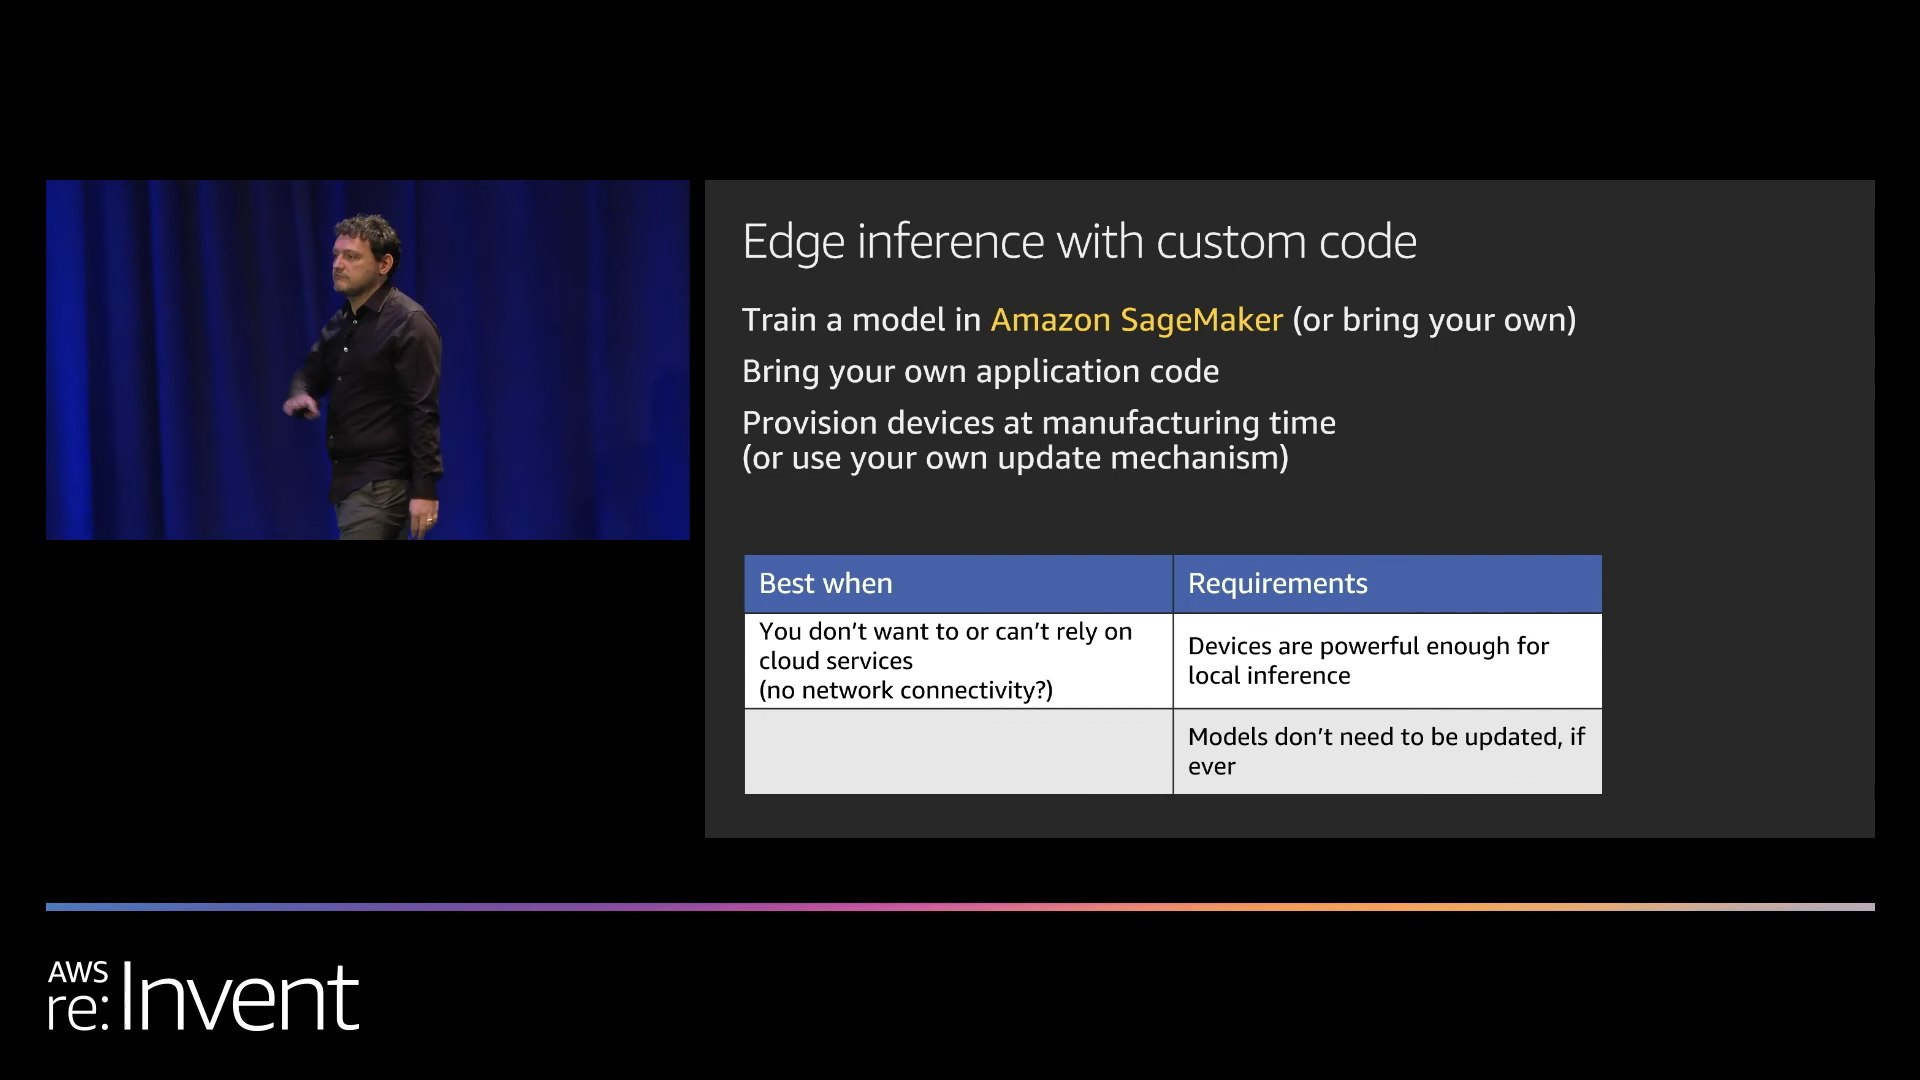 Edge inference with custom code
Train a model in Amazon SageMaker (or bring your own)
Bring your own application code
Provision devices at manufacturing time
(or use your own update mechanism)
Best when
Requirements
You don’t want to or can’t rely on
cloud services
(no network connectivity?)
Devices are powerful enough for
local inference
Models don’t need to be updated, if
ever
AWS
re:Invent